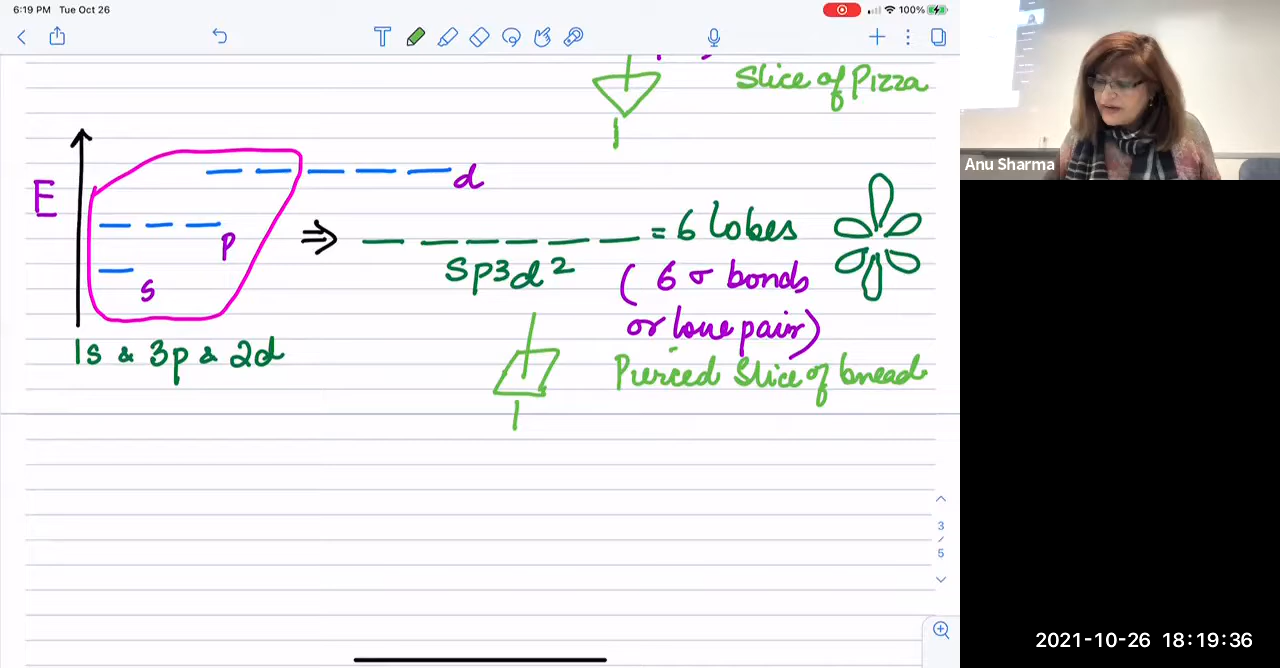 6:19 PM Tue Oct 26
100%
Slice of Pizza
Anu Sharma
E
d
p
s
⇒
= 6 lobes
sp3d2
( 6 σ bonds
or lone pair)
1s & 3p & 2d
Pierced Slice of bread
3
/
5
2021-10-26 18:19:36